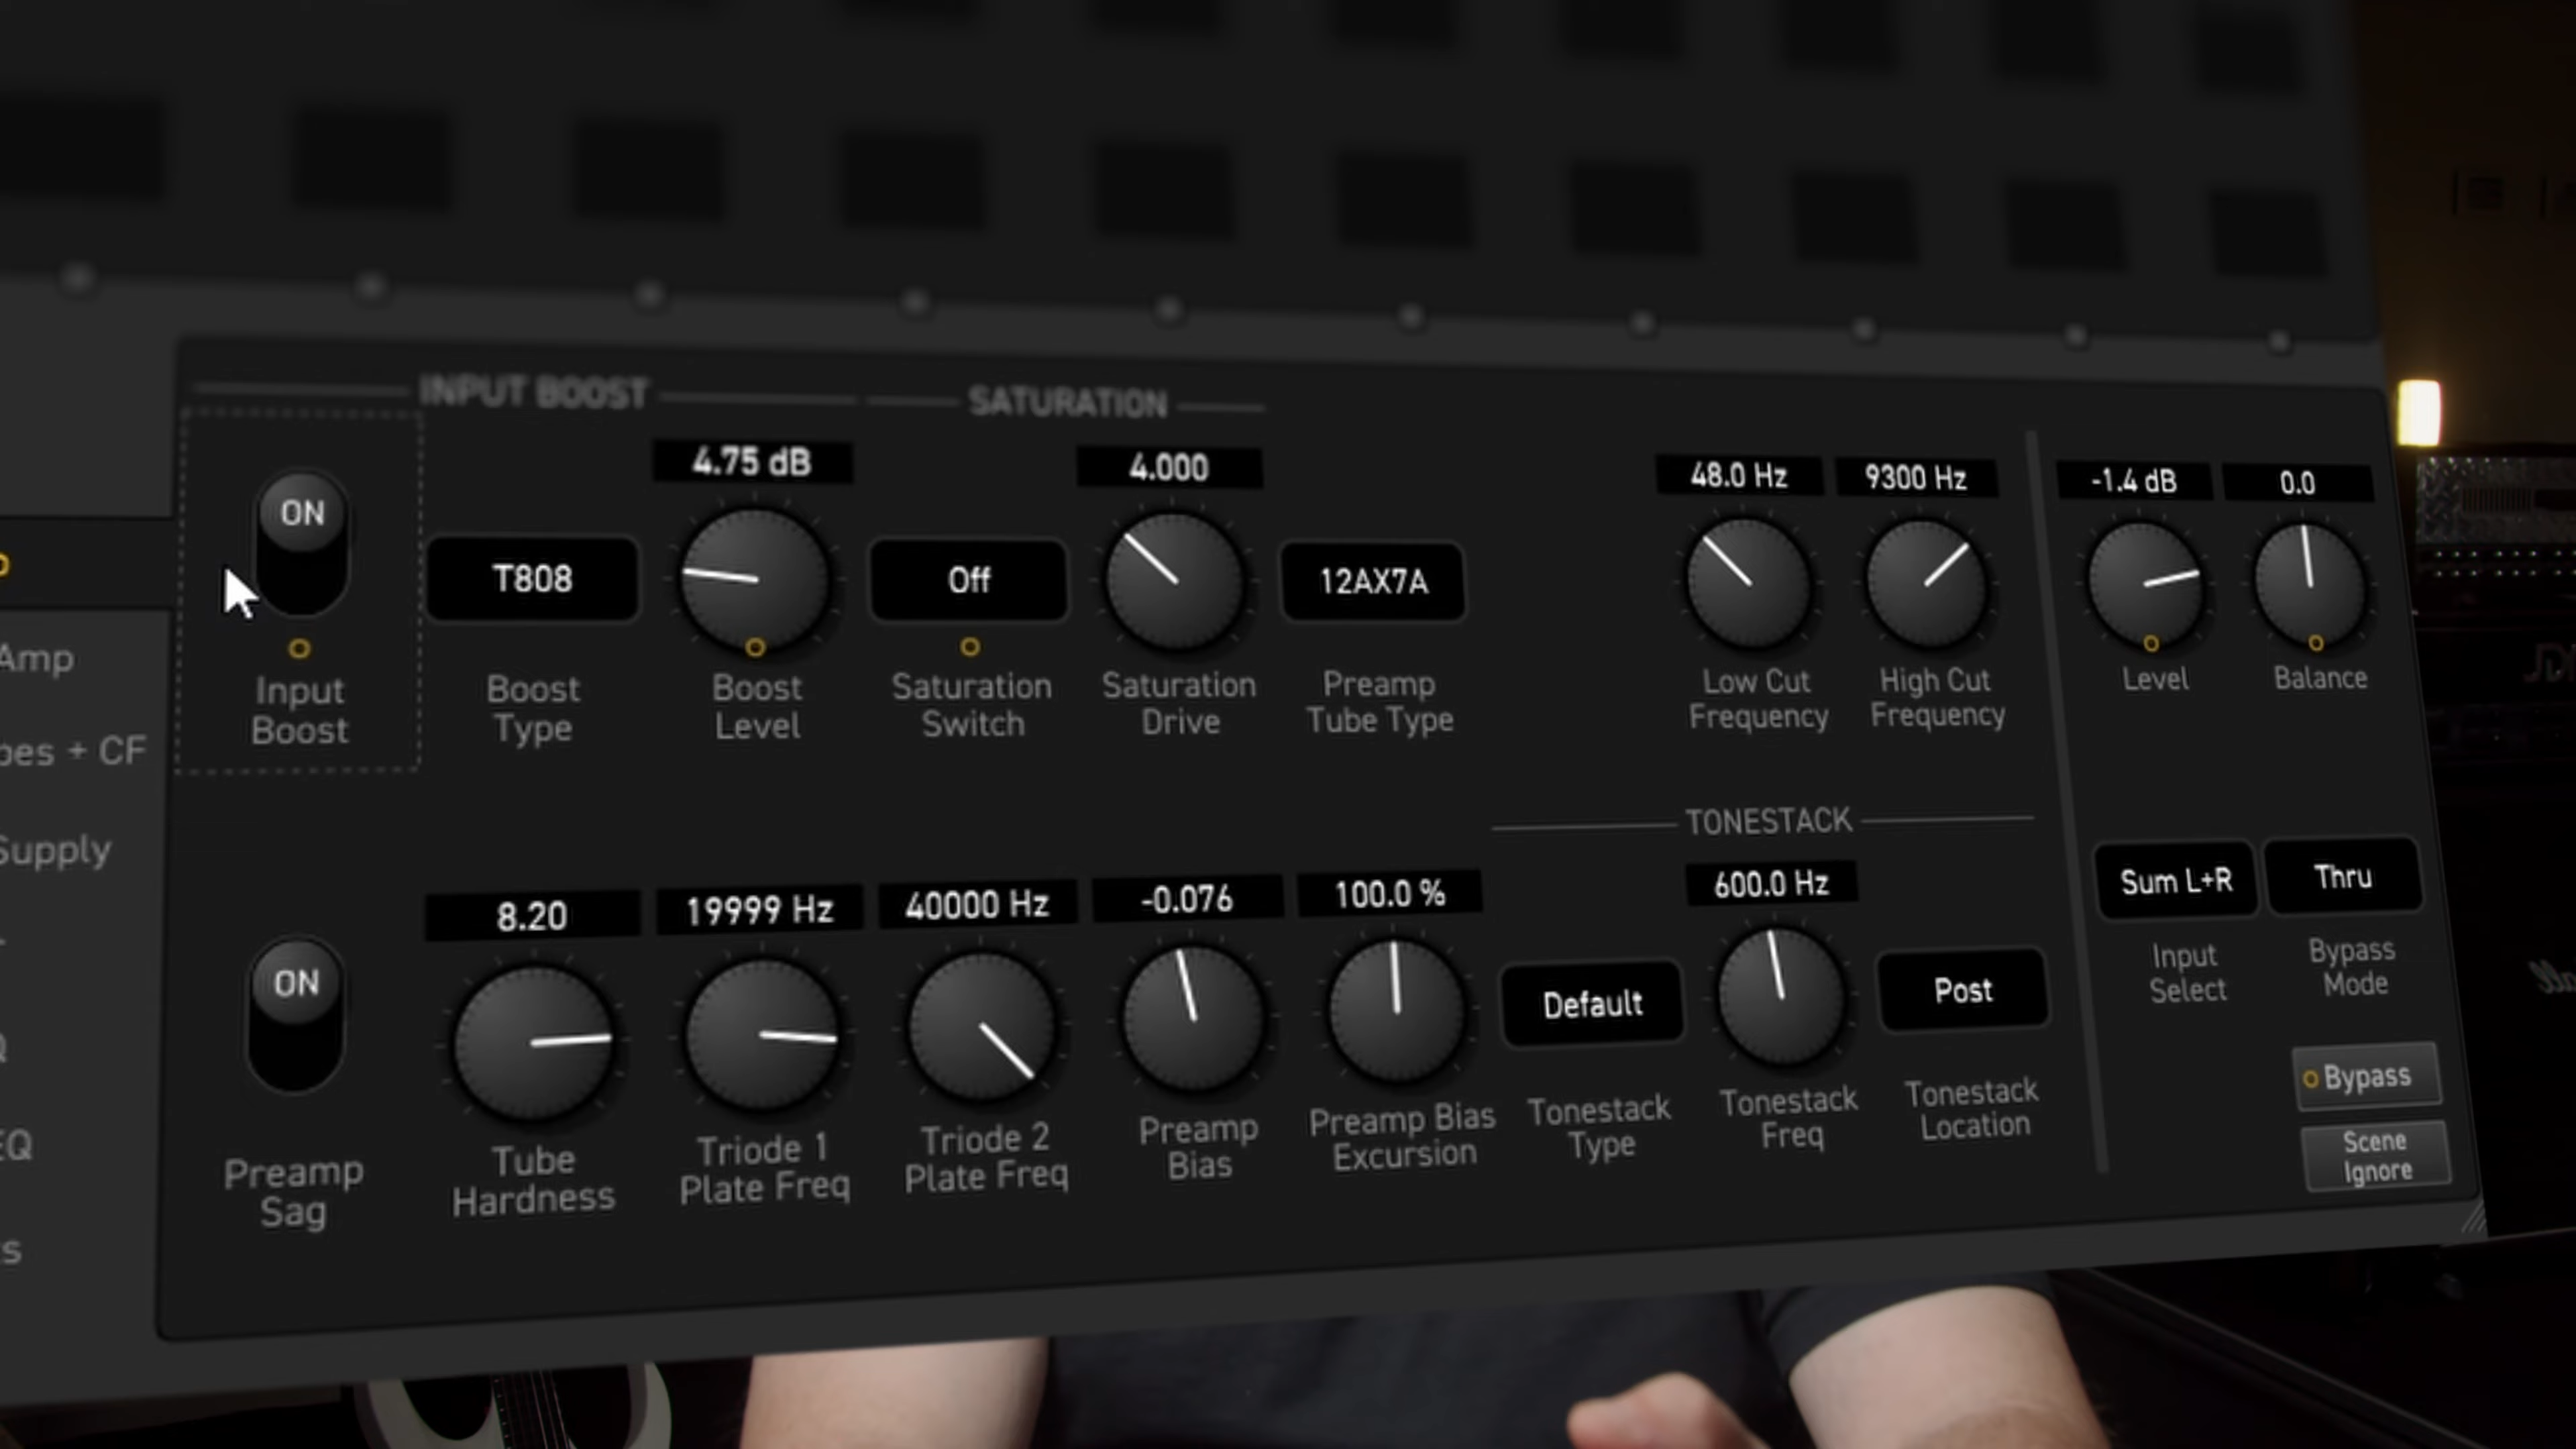 INPUT BOOST
SATURATION
4.75 dB
4.000
48.0 Hz
9300 Hz
-1.4 dB
0.0
ON
T808
Off
12AX7A
Input
Boost
Boost
Type
Boost
Level
Saturation
Switch
Saturation
Drive
Preamp
Tube Type
Low Cut
Frequency
High Cut
Frequency
Level
Balance
Amp
+ CF
Supply
EQ
TONESTACK
8.20
19999 Hz
40000 Hz
-0.076
100.0 %
600.0 Hz
Sum L+R
Thru
ON
Default
Post
Input
Select
Bypass
Mode
Preamp
Sag
Tube
Hardness
Triode 1
Plate Freq
Triode 2
Plate Freq
Preamp
Bias
Preamp Bias
Excursion
Tonestack
Type
Tonestack
Freq
Tonestack
Location
Bypass
Scene
Ignore